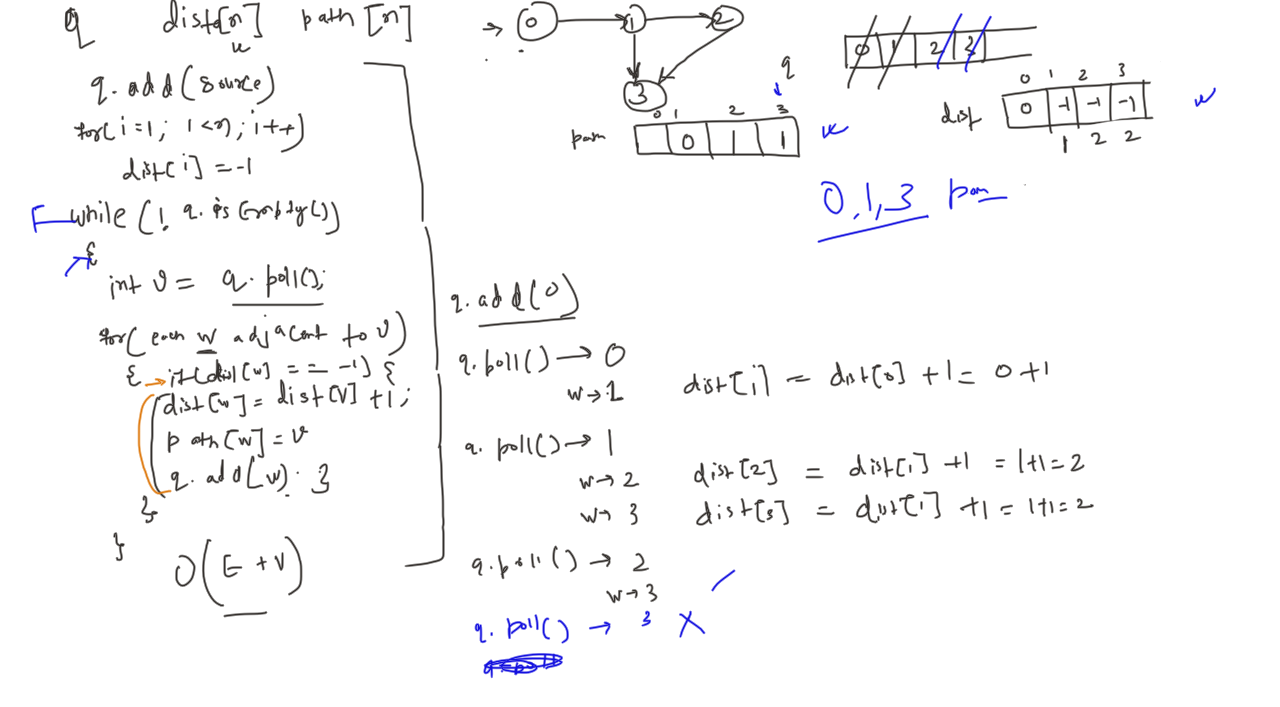 q dist[n] path[n]
q. add(source)
for(i=1; i<n; i++)
dist[i] = -1
while (! q. is Empty())
{
int v = q. poll();
for( each w adjacent to v)
{ if(dist[w] == -1) {
dist[w] = dist[v] +1;
path[w] = v
q. add(w). }
}
}
O(E + V)
→ 0 1 2
3
q
0 1 2 3
path 0 1 1
0 1 2 3
0 1 2 3
dist 0 -1 -1 -1
1 2 2
0,1,3 path
q. add(0)
q. poll() → 0
w→1 dist[1] = dist[0] +1 = 0+1
q. poll() → 1
w→ 2 dist[2] = dist[1] +1 = 1+1=2
w→ 3 dist[3] = dist[1] +1 = 1+1=2
q. poll() → 2
w→3
q. poll() → 3 X